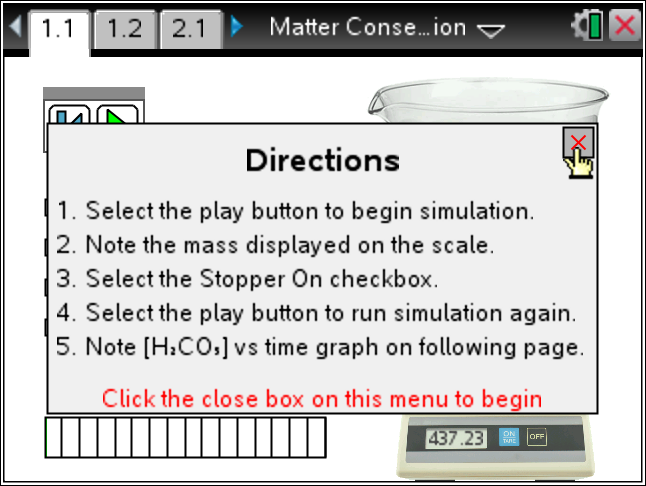 1.1 1.2 2.1 Matter Conse...ion
Directions
1. Select the play button to begin simulation.
2. Note the mass displayed on the scale.
3. Select the Stopper On checkbox.
4. Select the play button to run simulation again.
5. Note [H₂CO₃] vs time graph on following page.
Click the close box on this menu to begin
437.23 ON TARE OFF